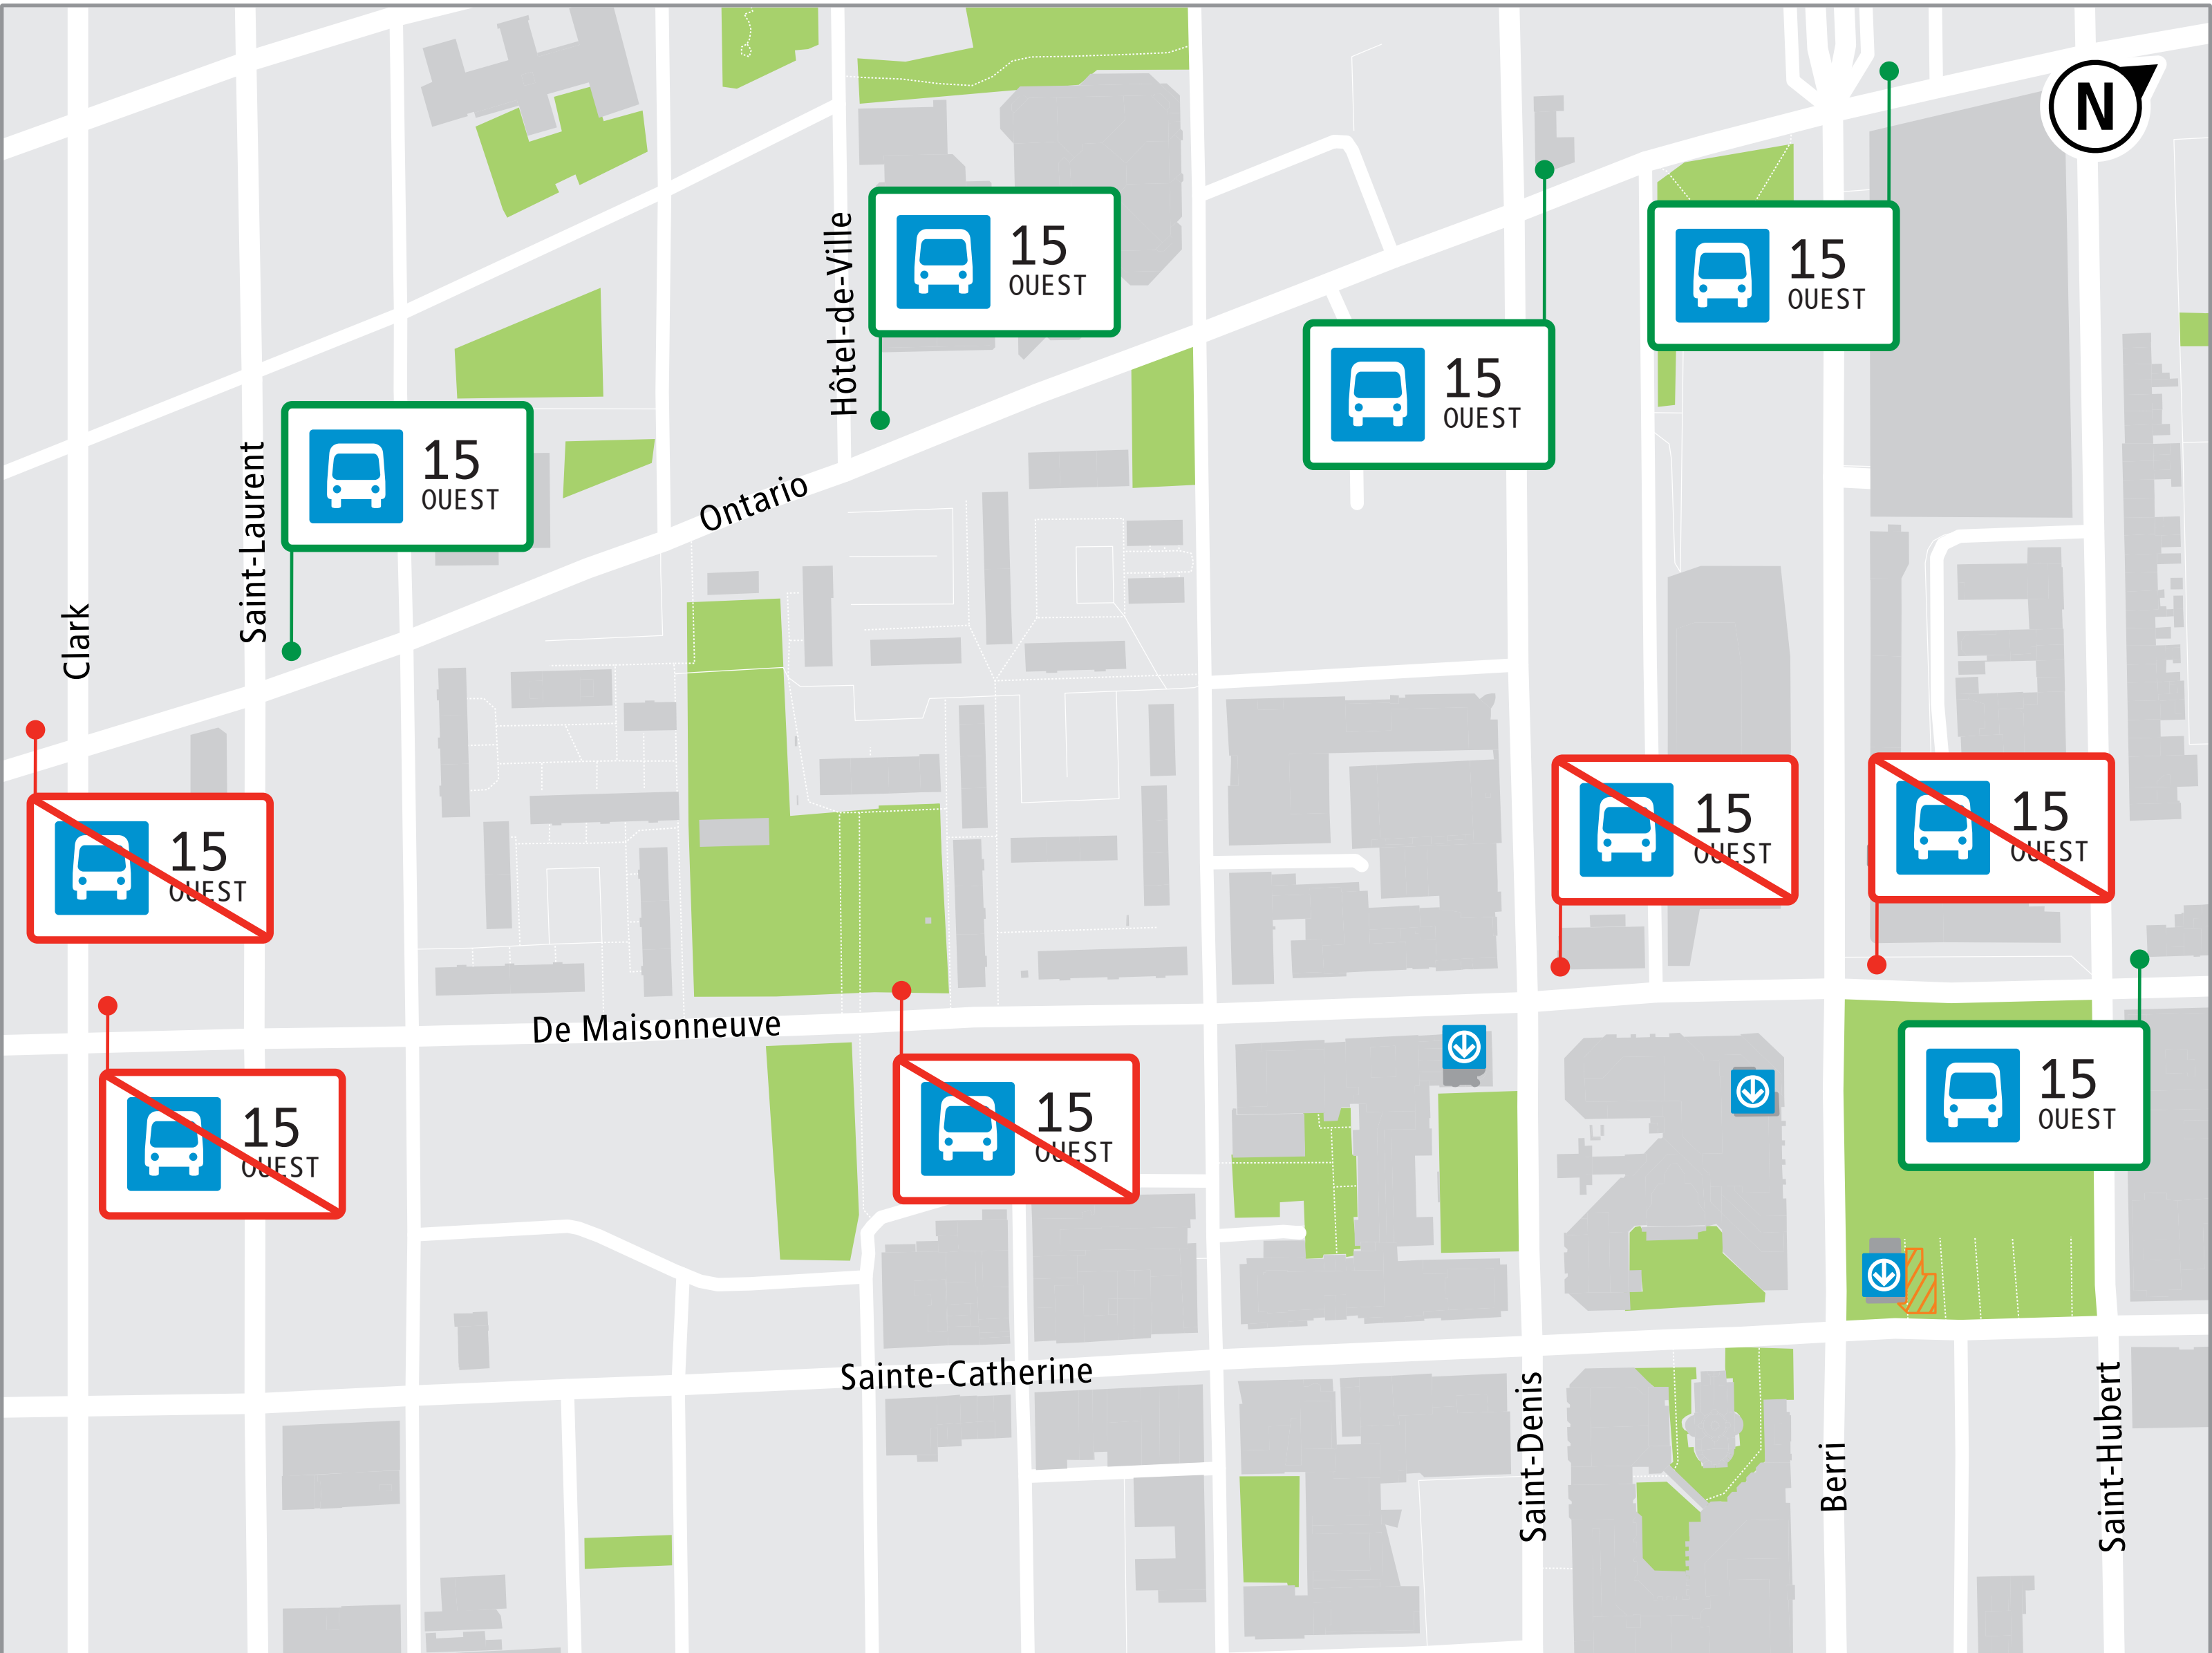 N
15
OUEST
Hôtel-de-Ville
15
OUEST
15
OUEST
15
OUEST
Saint-Laurent
Ontario
Clark
15
OUEST
15
OUEST
15
OUEST
De Maisonneuve
15
OUEST
15
OUEST
15
OUEST
Sainte-Catherine
Saint-Denis
Berri
Saint-Hubert